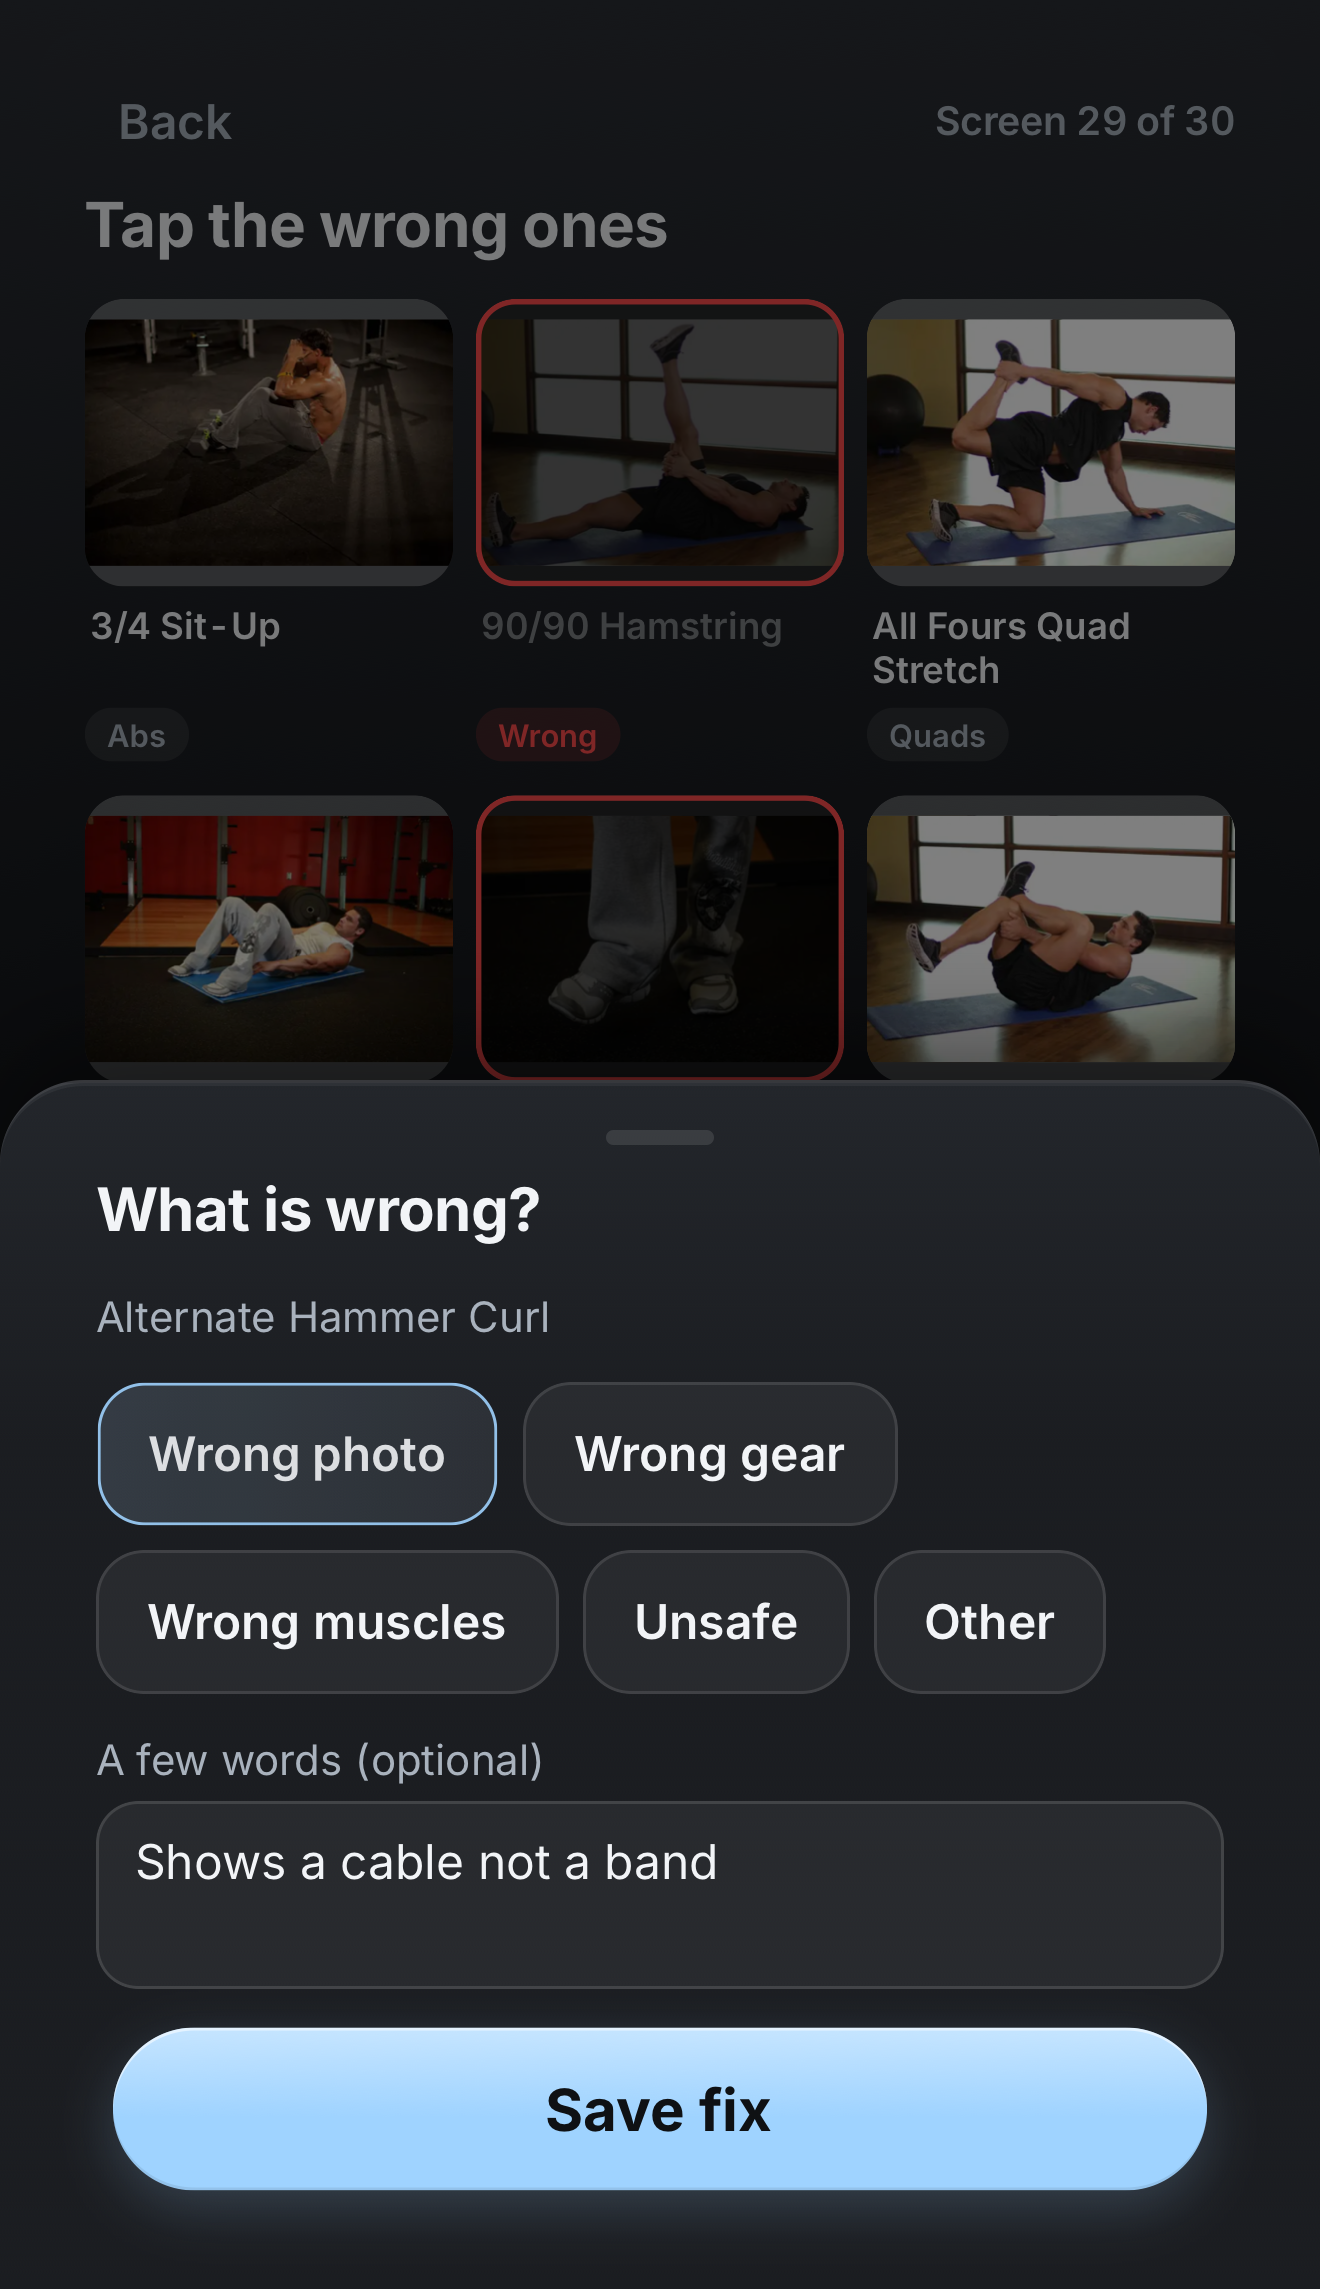 Back
Screen 29 of 30
Tap the wrong ones
3/4 Sit-Up
90/90 Hamstring
All Fours Quad
Stretch
Abs
Wrong
Quads
What is wrong?
Alternate Hammer Curl
Wrong photo
Wrong gear
Wrong muscles
Unsafe
Other
A few words (optional)
Shows a cable not a band
Save fix